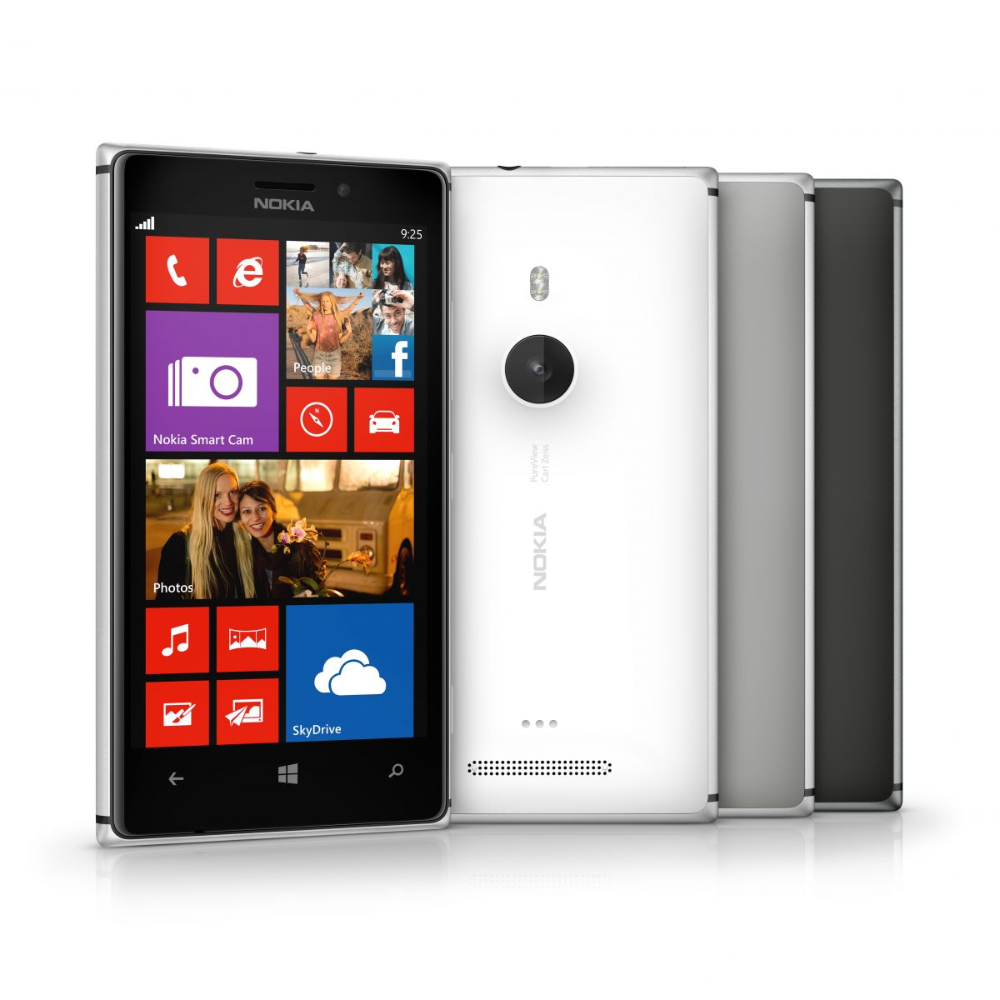 NOKIA
9:25
People
f
Nokia Smart Cam
N
Photos
SkyDrive
PureView
Carl Zeiss
NOKIA